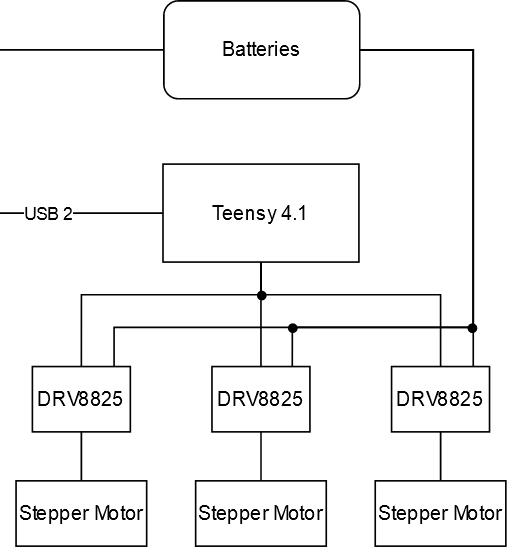 Batteries
USB 2
Teensy 4.1
DRV8825
DRV8825
DRV8825
Stepper Motor
Stepper Motor
Stepper Motor